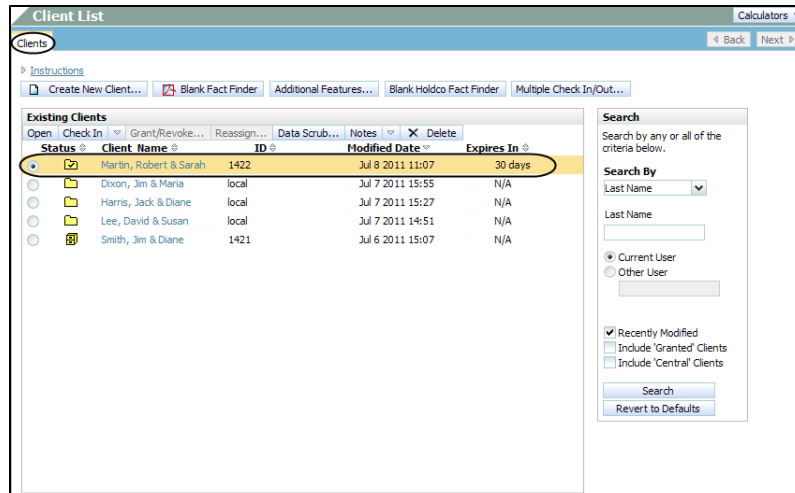 Client List
Calculators
Clients
Back Next
Instructions
Create New Client... Blank Fact Finder Additional Features... Blank Holdco Fact Finder Multiple Check In/Out...
Existing Clients
Open Check In Grant/Revoke... Reassign... Data Scrub... Notes Delete
Status Client Name ID Modified Date Expires In
Martin, Robert & Sarah 1422 Jul 8 2011 11:07 30 days
Dixon, Jim & Maria local Jul 7 2011 15:55 N/A
Harris, Jack & Diane local Jul 7 2011 15:27 N/A
Lee, David & Susan local Jul 7 2011 14:51 N/A
Smith, Jim & Diane 1421 Jul 6 2011 15:07 N/A
Search
Search by any or all of the
criteria below.
Search By
Last Name
Last Name
Current User
Other User
Recently Modified
Include 'Granted' Clients
Include 'Central' Clients
Search
Revert to Defaults